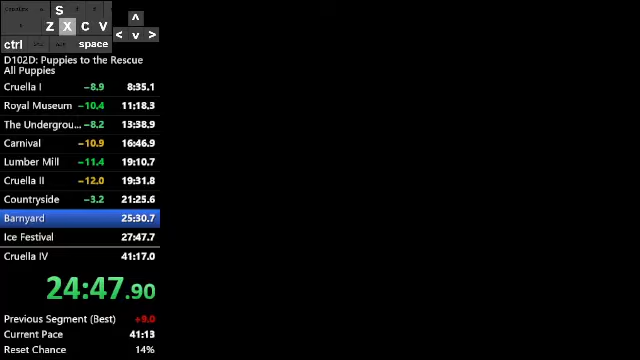 S
Z X C V
^
< v >
ctrl space
D102D: Puppies to the Rescue
All Puppies
Cruella I -8.9 8:35.1
Royal Museum -10.4 11:18.3
The Undergrou... -8.2 13:38.9
Carnival -10.9 16:46.9
Lumber Mill -11.4 19:10.7
Cruella II -12.0 19:31.8
Countryside -3.2 21:25.6
Barnyard 25:30.7
Ice Festival 27:47.7
Cruella IV 41:17.0
24:47.90
Previous Segment (Best) +9.0
Current Pace 41:13
Reset Chance 14%